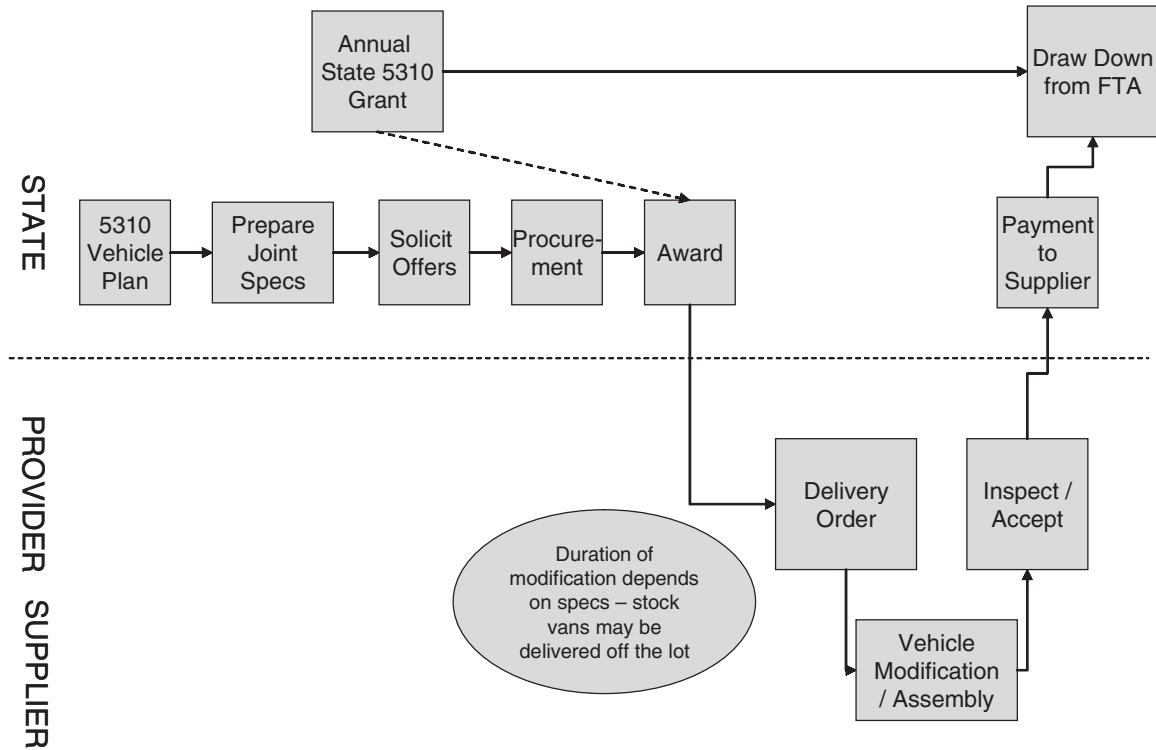 Annual
State 5310
Grant
Draw Down
from FTA
STATE
5310
Vehicle
Plan
Prepare
Joint
Specs
Solicit
Offers
Procure-
ment
Award
Payment
to
Supplier
PROVIDER SUPPLIER
Delivery
Order
Inspect /
Accept
Duration of
modification depends
on specs – stock
vans may be
delivered off the lot
Vehicle
Modification
/ Assembly